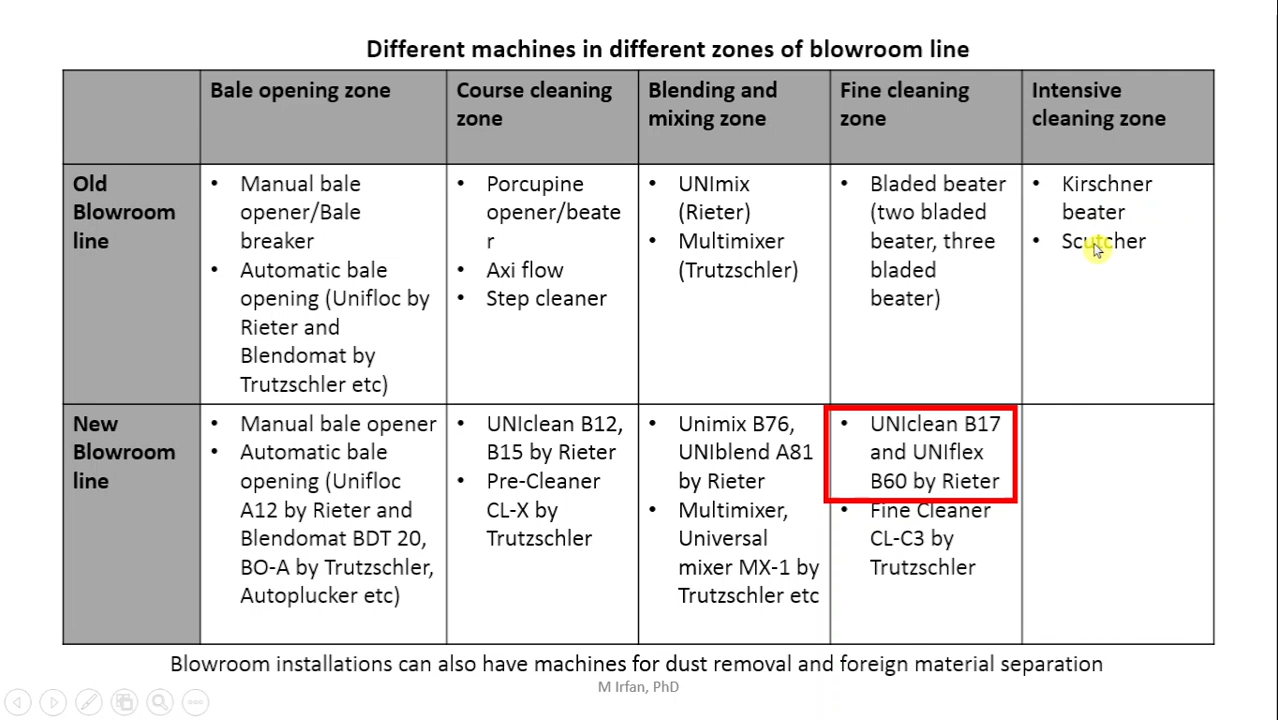 Different machines in different zones of blowroom line
Bale opening zone
Course cleaning
zone
Blending and
mixing zone
Fine cleaning
zone
Intensive
cleaning zone
Old
Blowroom
line
• Manual bale
opener/Bale
breaker
• Automatic bale
opening (Unifloc by
Rieter and
Blendomat by
Trutzschler etc)
• Porcupine
opener/beate
r
• Axi flow
• Step cleaner
• UNImix
(Rieter)
• Multimixer
(Trutzschler)
• Bladed beater
(two bladed
beater, three
bladed
beater)
• Kirschner
beater
• Scutcher
New
Blowroom
line
• Manual bale opener
• Automatic bale
opening (Unifloc
A12 by Rieter and
Blendomat BDT 20,
BO-A by Trutzschler,
Autoplucker etc)
• UNIclean B12,
B15 by Rieter
• Pre-Cleaner
CL-X by
Trutzschler
• Unimix B76,
UNIblend A81
by Rieter
• Multimixer,
Universal
mixer MX-1 by
Trutzschler etc
• UNIclean B17
and UNIflex
B60 by Rieter
• Fine Cleaner
CL-C3 by
Trutzschler
Blowroom installations can also have machines for dust removal and foreign material separation
M Irfan, PhD